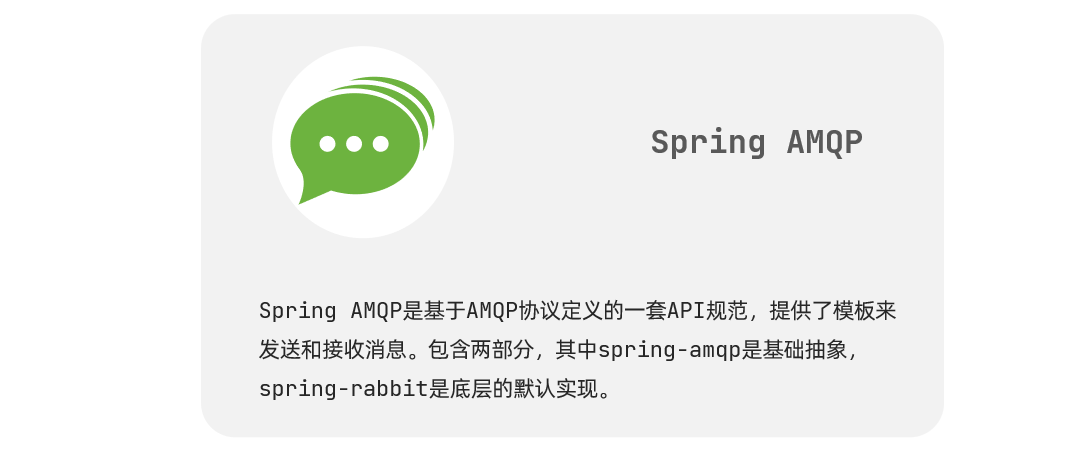 Spring AMQP
Spring AMQP是基于AMQP协议定义的一套API规范，提供了模板来
发送和接收消息。包含两部分，其中spring-amqp是基础抽象，
spring-rabbit是底层的默认实现。